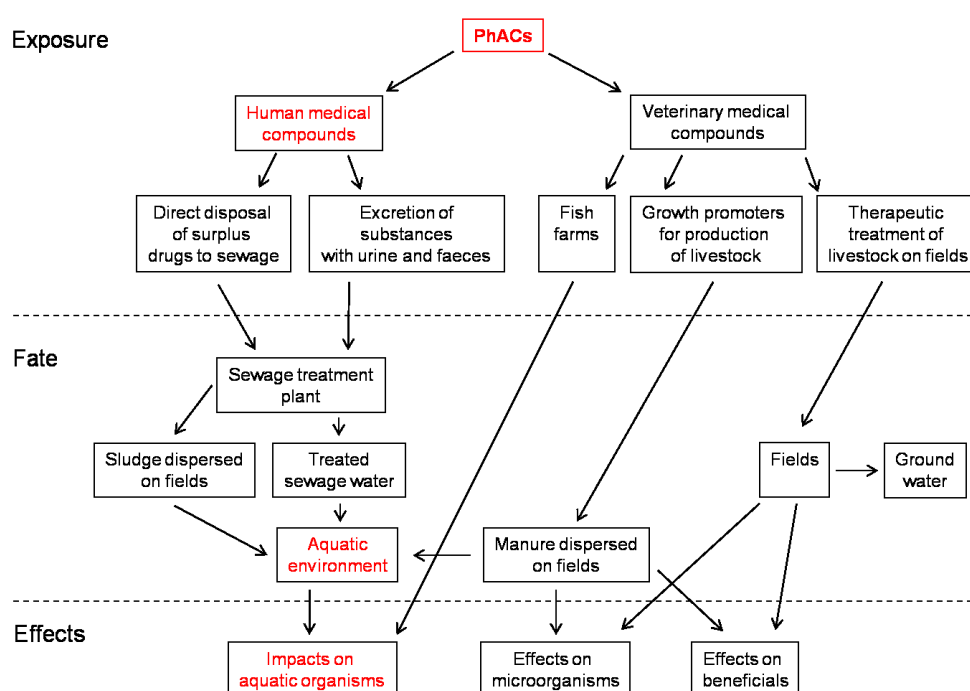 Exposure
PhACs
Human medical
compounds
Veterinary medical
compounds
Direct disposal
of surplus
drugs to sewage
Excretion of
substances
with urine and faeces
Fish
farms
Growth promoters
for production
of livestock
Therapeutic
treatment of
livestock on fields
Fate
Sewage treatment
plant
Sludge dispersed
on fields
Treated
sewage water
Fields
Ground
water
Aquatic
environment
Manure dispersed
on fields
Effects
Impacts on
aquatic organisms
Effects on
microorganisms
Effects on
beneficials